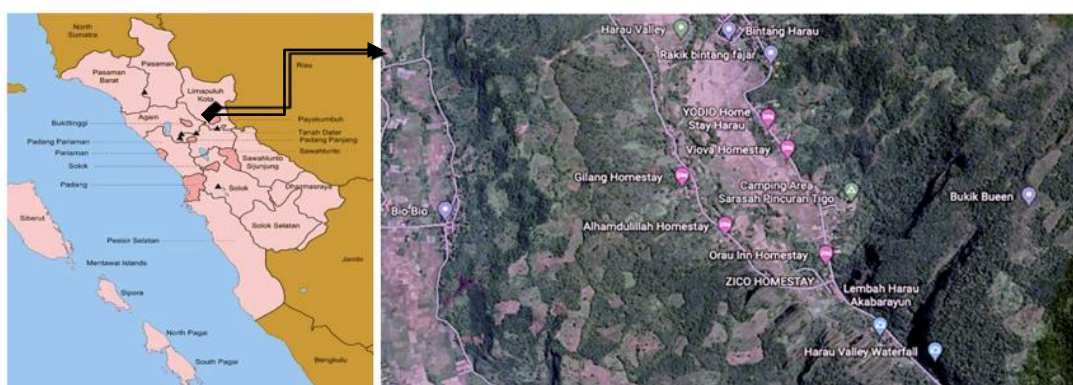 North
Sumatra
Pasaman
Pasaman
Barat
Riau
Limapuluh
Kota
Agam
Bukittinggi
Padang Pariaman
Pariaman
Solok
Padang
Payakumbuh
Tanah Datar
Padang Panjang
Sawahlunto
Sawahlunto
Sijunjung
Dharmasraya
Solok
Solok Selatan
Siberut
Pesisir Selatan
Mentawai Islands
Jambi
Sipora
North Pagai
South Pagai
Bengkulu
Harau Valley
Bintang Harau
Rakik bintang fajar
YODIO Home
Stay Harau
Viova Homestay
Gilang Homestay
Camping Area
Sarasah Pincuran Tigo
Bukik Bueen
Bio-Bio
Alhamdulillah Homestay
Orau Inn Homestay
ZICO HOMESTAY
Lembah Harau
Akabarayun
Harau Valley Waterfall